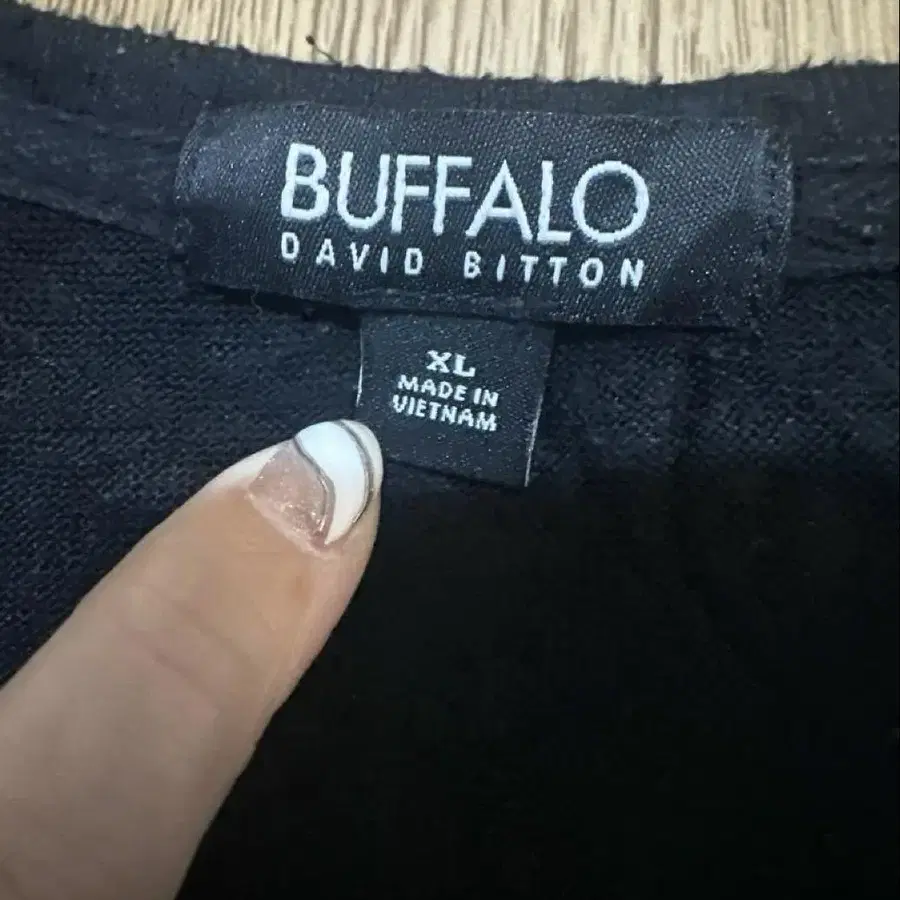 BUFFALO
DAVID BITTON
XL
MADE IN
VIETNAM